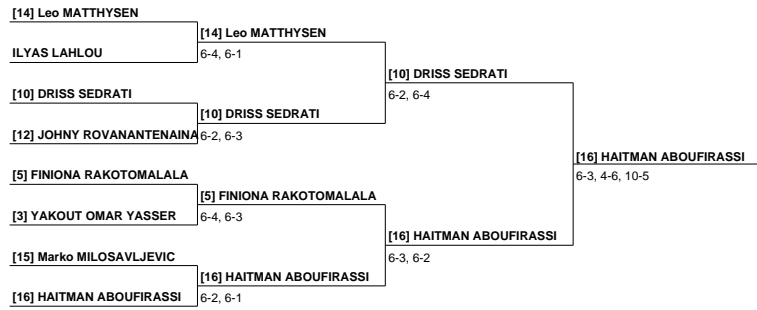 [14] Leo MATTHYSEN
ILYAS LAHLOU
[10] DRISS SEDRATI
[12] JOHNY ROVANANTENAINA
[5] FINIONA RAKOTOMALALA
[3] YAKOUT OMAR YASSER
[15] Marko MILOSAVLJEVIC
[16] HAITMAN ABOUFIRASSI
[14] Leo MATTHYSEN
6-4, 6-1
[10] DRISS SEDRATI
6-2, 6-3
[5] FINIONA RAKOTOMALALA
6-4, 6-3
[16] HAITMAN ABOUFIRASSI
6-2, 6-1
[10] DRISS SEDRATI
6-2, 6-4
[16] HAITMAN ABOUFIRASSI
6-3, 6-2
[16] HAITMAN ABOUFIRASSI
6-3, 4-6, 10-5